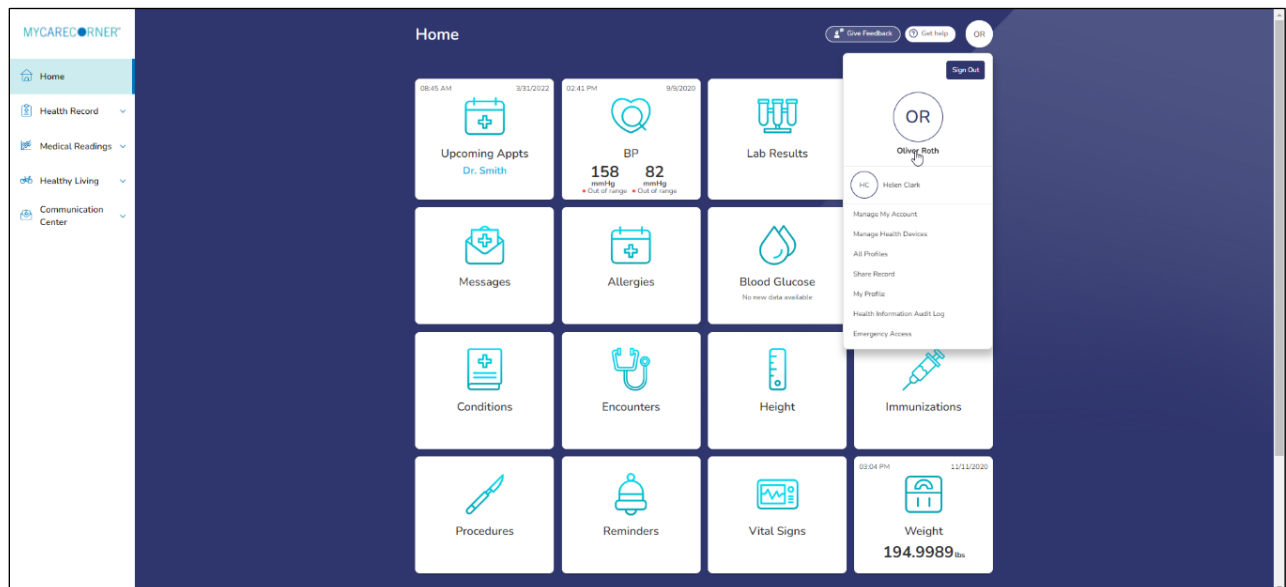 MYCARECORNER
Home
Health Record
Medical Readings
Healthy Living
Communication
Center
Home
Give Feedback
Get help
OR
Sign Out
OR
Oliver Roth
HC Helen Clark
Manage My Account
Manage Health Devices
All Profiles
Share Record
My Profile
Health Information Audit Log
Emergency Access
08:45 AM 3/31/2022
Upcoming Appts
Dr. Smith
02:41 PM 9/9/2020
BP
158 82
mmHg mmHg
Out of range Out of range
Lab Results
Messages
Allergies
Blood Glucose
No new data available
Conditions
Encounters
Height
Immunizations
Procedures
Reminders
Vital Signs
03:04 PM 11/11/2020
Weight
194.9989 lbs